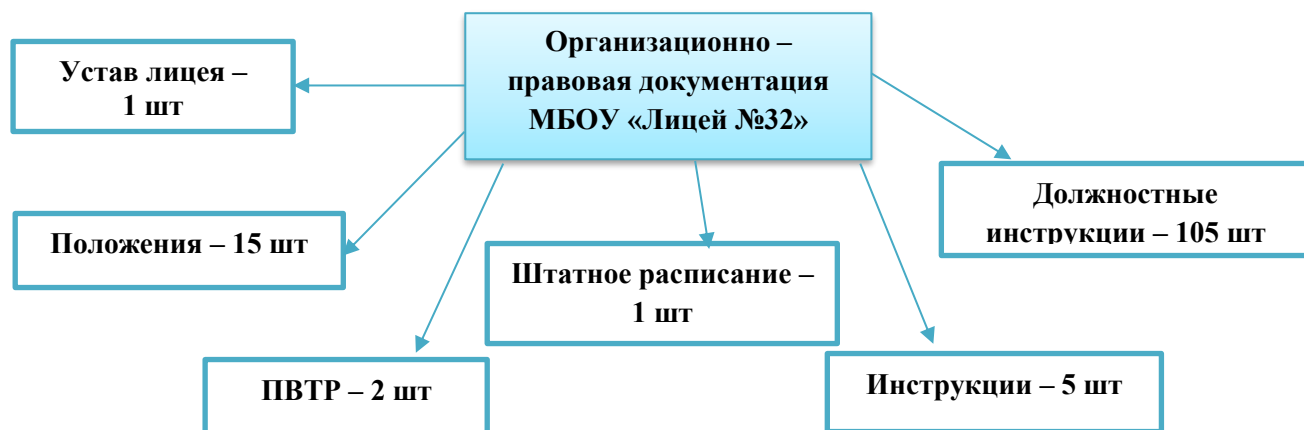 Организационно –
правовая документация
МБОУ «Лицей №32»
Устав лицея –
1 шт
Должностные
инструкции – 105 шт
Положения – 15 шт
Штатное расписание –
1 шт
ПВТР – 2 шт
Инструкции – 5 шт